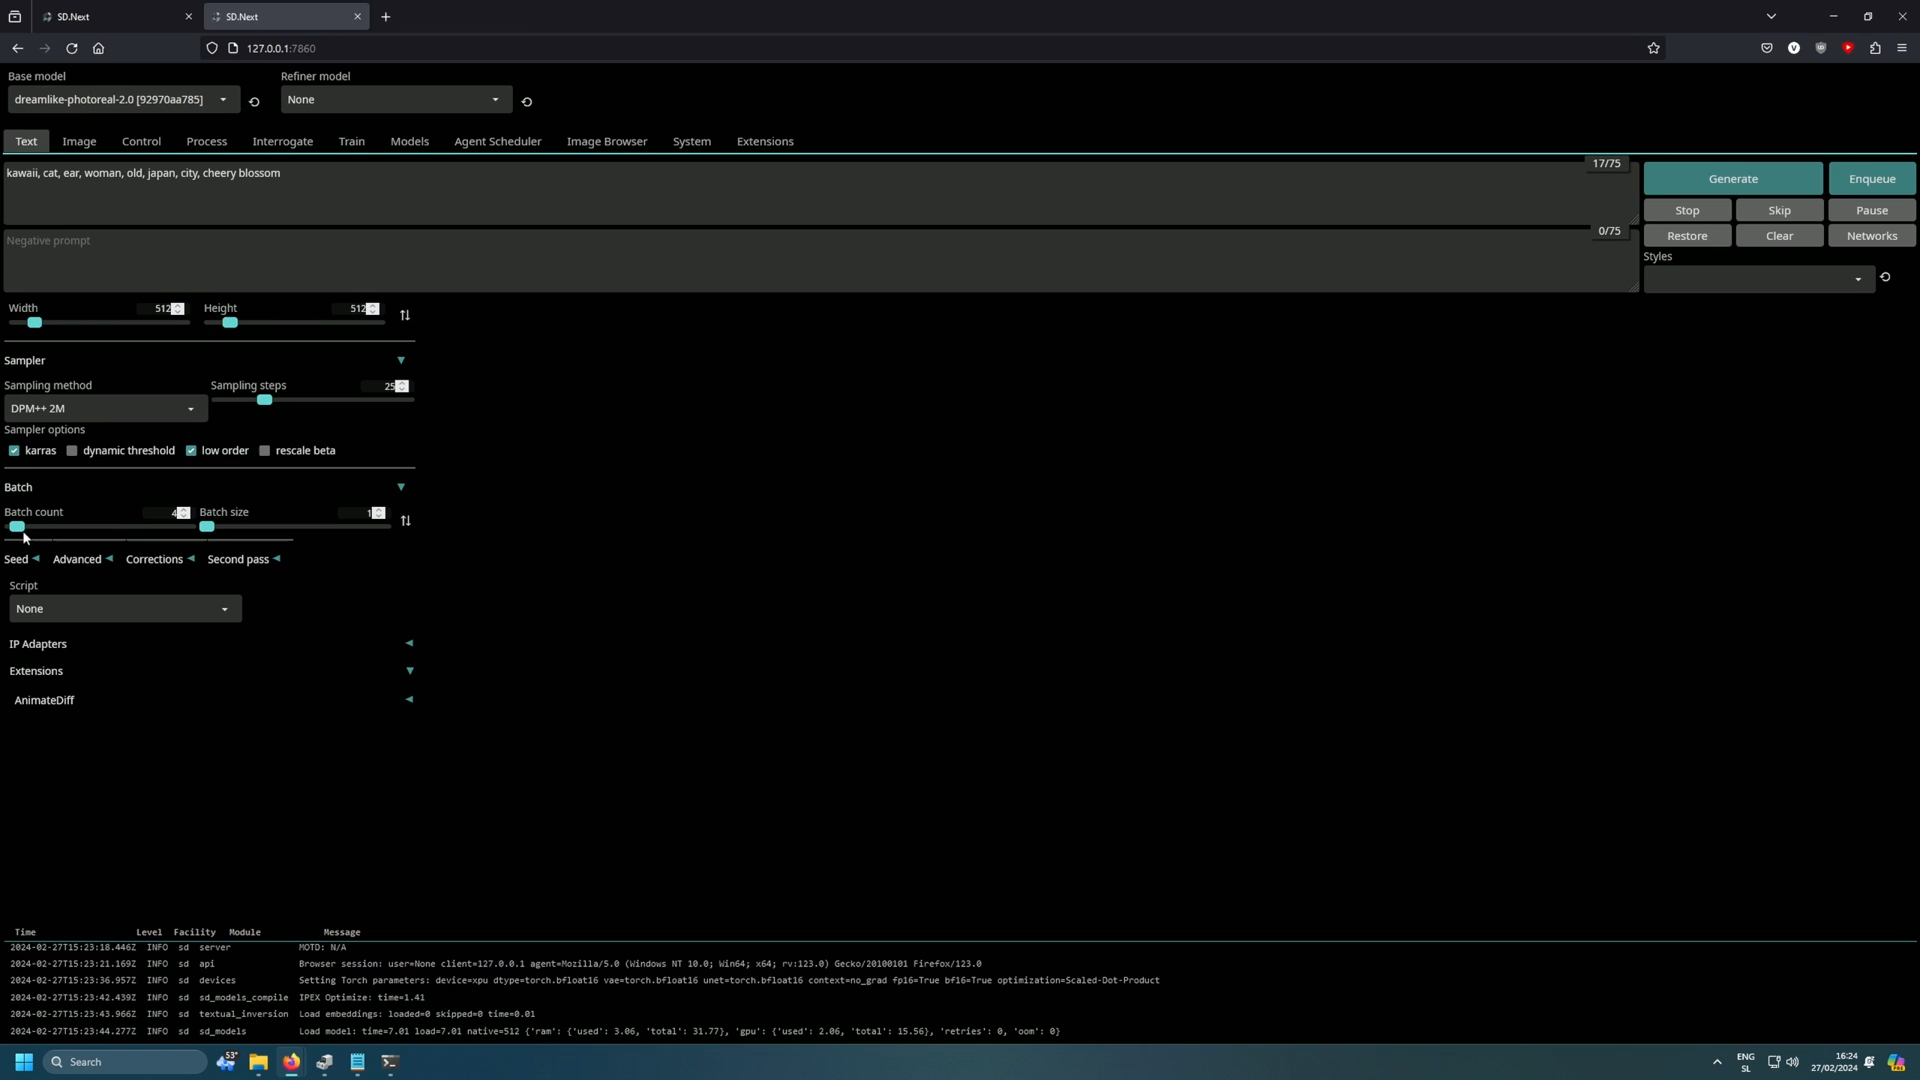 SD.Next
SD.Next
127.0.0.1:7860
Base model
Refiner model
dreamlike-photoreal-2.0 [92970aa785]
None
Text Image Control Process Interrogate Train Models Agent Scheduler Image Browser System Extensions
17/75
kawaii, cat, ear, woman, old, japan, city, cheery blossom
Generate
Enqueue
Stop Skip Pause
0/75
Negative prompt
Restore Clear Networks
Styles
Width 512 Height 512
Sampler
Sampling method
Sampling steps 25
DPM++ 2M
Sampler options
karras dynamic threshold low order rescale beta
Batch
Batch count 4 Batch size 1
Seed Advanced Corrections Second pass
Script
None
IP Adapters
Extensions
AnimateDiff
Time Level Facility Module Message
2024-02-27T15:23:18.446Z INFO sd server MOTD: N/A
2024-02-27T15:23:21.169Z INFO sd api Browser session: user=None client=127.0.0.1 agent=Mozilla/5.0 (Windows NT 10.0; Win64; x64; rv:123.0) Gecko/20100101 Firefox/123.0
2024-02-27T15:23:36.957Z INFO sd devices Setting Torch parameters: device=xpu dtype=torch.bfloat16 vae=torch.bfloat16 unet=torch.bfloat16 context=no_grad fp16=True bf16=True optimization=Scaled-Dot-Product
2024-02-27T15:23:42.439Z INFO sd sd_models_compile IPEX Optimize: time=1.41
2024-02-27T15:23:43.966Z INFO sd textual_inversion Load embeddings: loaded=0 skipped=0 time=0.01
2024-02-27T15:23:44.277Z INFO sd sd_models Load model: time=7.01 load=7.01 native=512 {'ram': {'used': 3.06, 'total': 31.77}, 'gpu': {'used': 2.06, 'total': 15.56}, 'retries': 0, 'oom': 0}
Search
53°
ENG
SL
16:24
27/02/2024